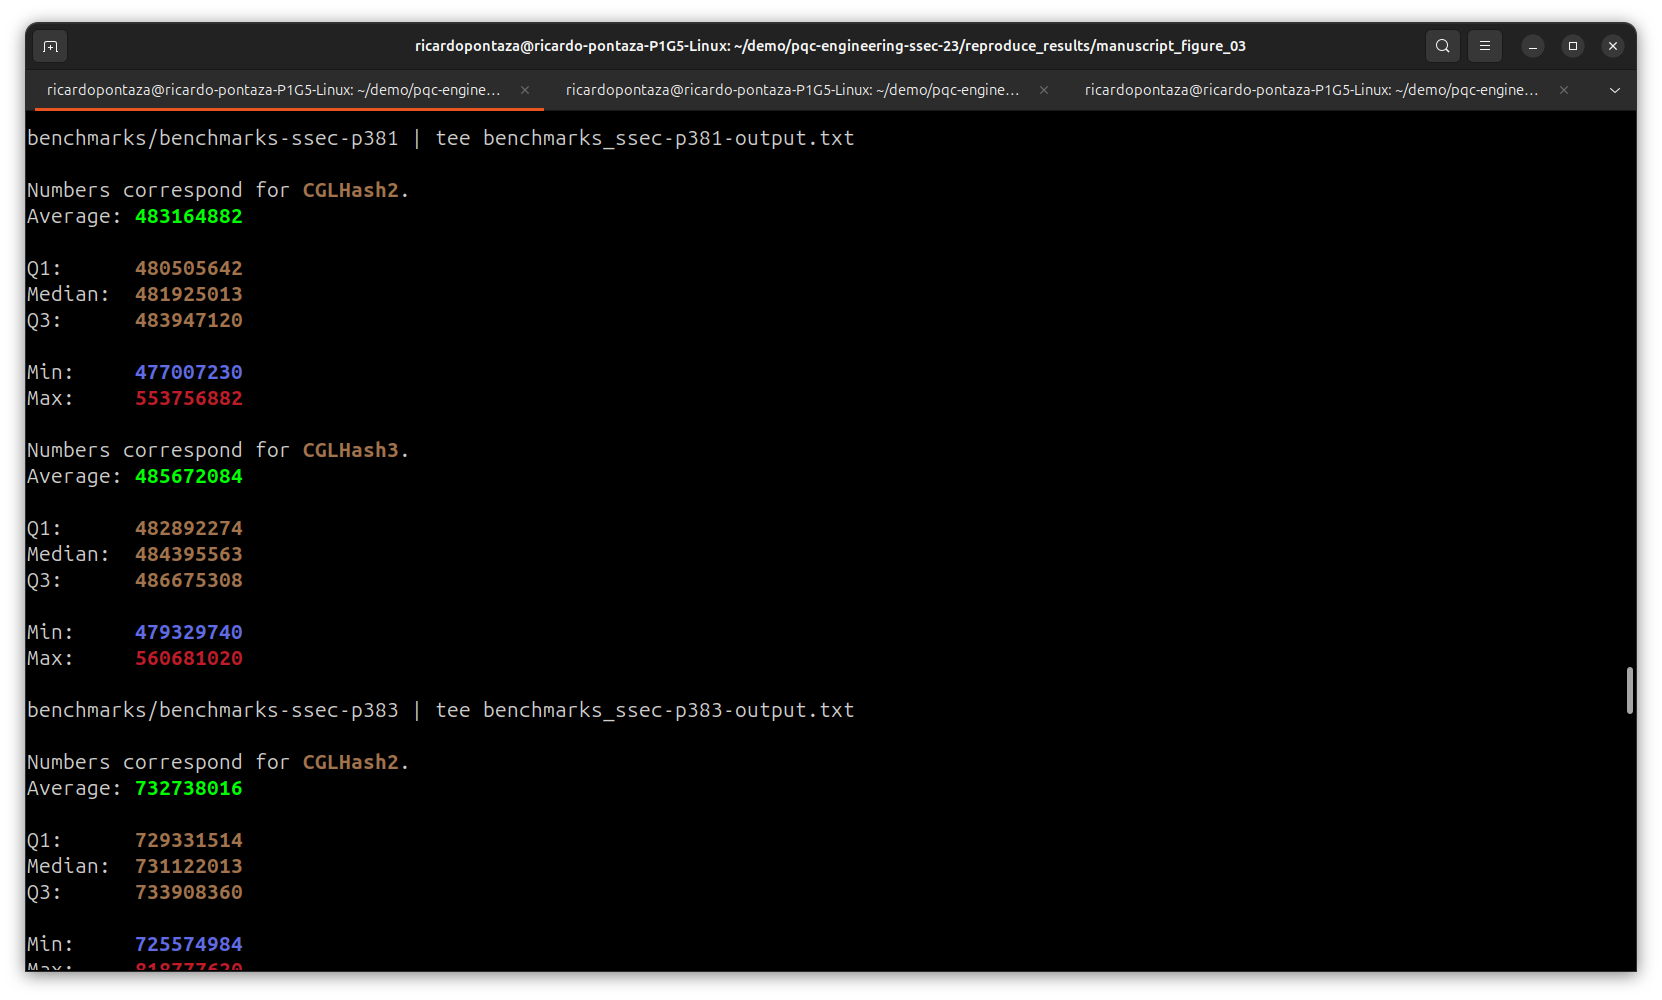 ricardopontaza@ricardo-pontaza-P1G5-Linux: ~/demo/pqc-engineering-ssec-23/reproduce_results/manuscript_figure_03
ricardopontaza@ricardo-pontaza-P1G5-Linux: ~/demo/pqc-engine...
ricardopontaza@ricardo-pontaza-P1G5-Linux: ~/demo/pqc-engine...
ricardopontaza@ricardo-pontaza-P1G5-Linux: ~/demo/pqc-engine...
benchmarks/benchmarks-ssec-p381 | tee benchmarks_ssec-p381-output.txt
Numbers correspond for CGLHash2.
Average: 483164882
Q1: 480505642
Median: 481925013
Q3: 483947120
Min: 477007230
Max: 553756882
Numbers correspond for CGLHash3.
Average: 485672084
Q1: 482892274
Median: 484395563
Q3: 486675308
Min: 479329740
Max: 560681020
benchmarks/benchmarks-ssec-p383 | tee benchmarks_ssec-p383-output.txt
Numbers correspond for CGLHash2.
Average: 732738016
Q1: 729331514
Median: 731122013
Q3: 733908360
Min: 725574984
Max: